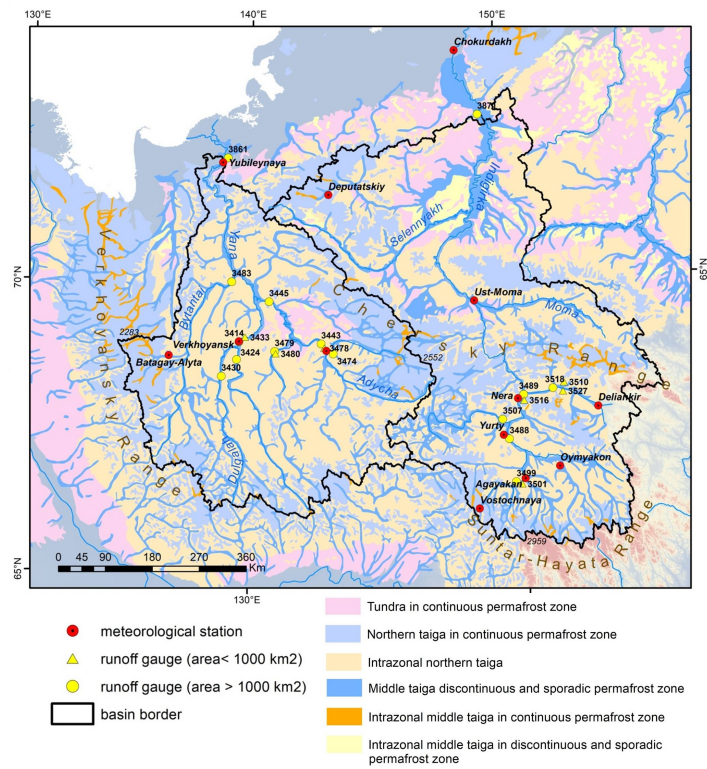 130°E
140°E
150°E
Chokurdakh
3871
3861
Yubileynaya
Deputatskiy
Indigirka
Selennyakh
Yana
70°N
65°N
3483
Bytantai
3445
Ust-Moma
Moma
Verkhoyansky Range
Chersky Range
2283
3414
3433
Verkhoyansk
3479
3443
3424
3480
3478
2552
Batagay-Alyta
3430
3474
Adycha
3518
3510
3489
3527
Nera
3516
Deliankir
3507
Yurty
3488
Oymyakon
Dulgalah
3499
Agayakan
3501
Vostochnaya
Suntar-Hayata Range
2959
0 45 90 180 270 360
Km
65°N
130°E
meteorological station
runoff gauge (area< 1000 km2)
runoff gauge (area > 1000 km2)
basin border
Tundra in continuous permafrost zone
Northern taiga in continuous permafrost zone
Intrazonal northern taiga
Middle taiga discontinuous and sporadic permafrost zone
Intrazonal middle taiga in continuous permafrost zone
Intrazonal middle taiga in discontinuous and sporadic
permafrost zone